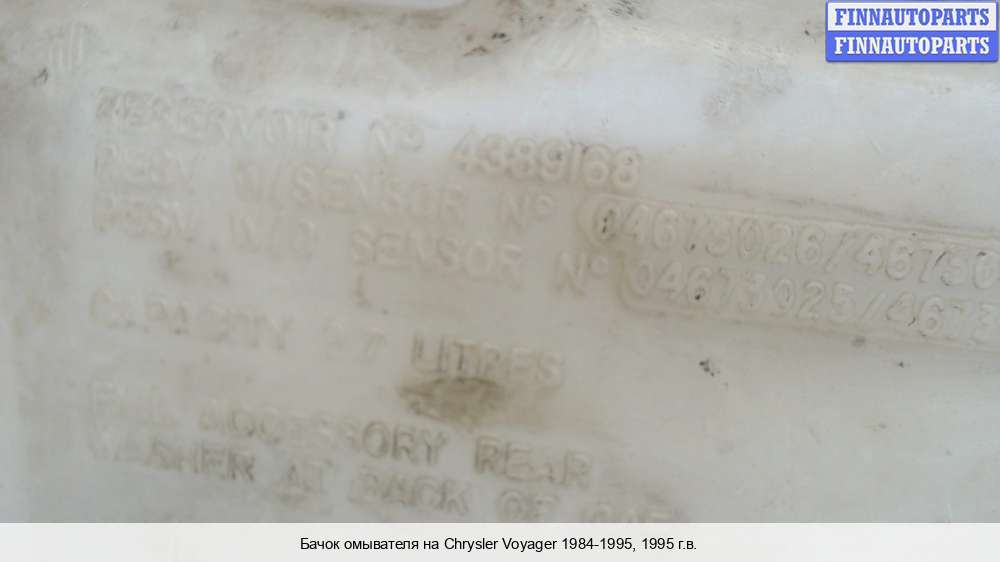 FINNAUTOPARTS
FINNAUTOPARTS
RESERVOIR Nº 4389168
RESV W/SENSOR Nº 04673026/46730
RESV W/O SENSOR Nº 04673025/4673
CAPACITY LITRES
FILL ACCESSORY REAR
WASHER AT BACK OF
Бачок омывателя на Chrysler Voyager 1984-1995, 1995 г.в.